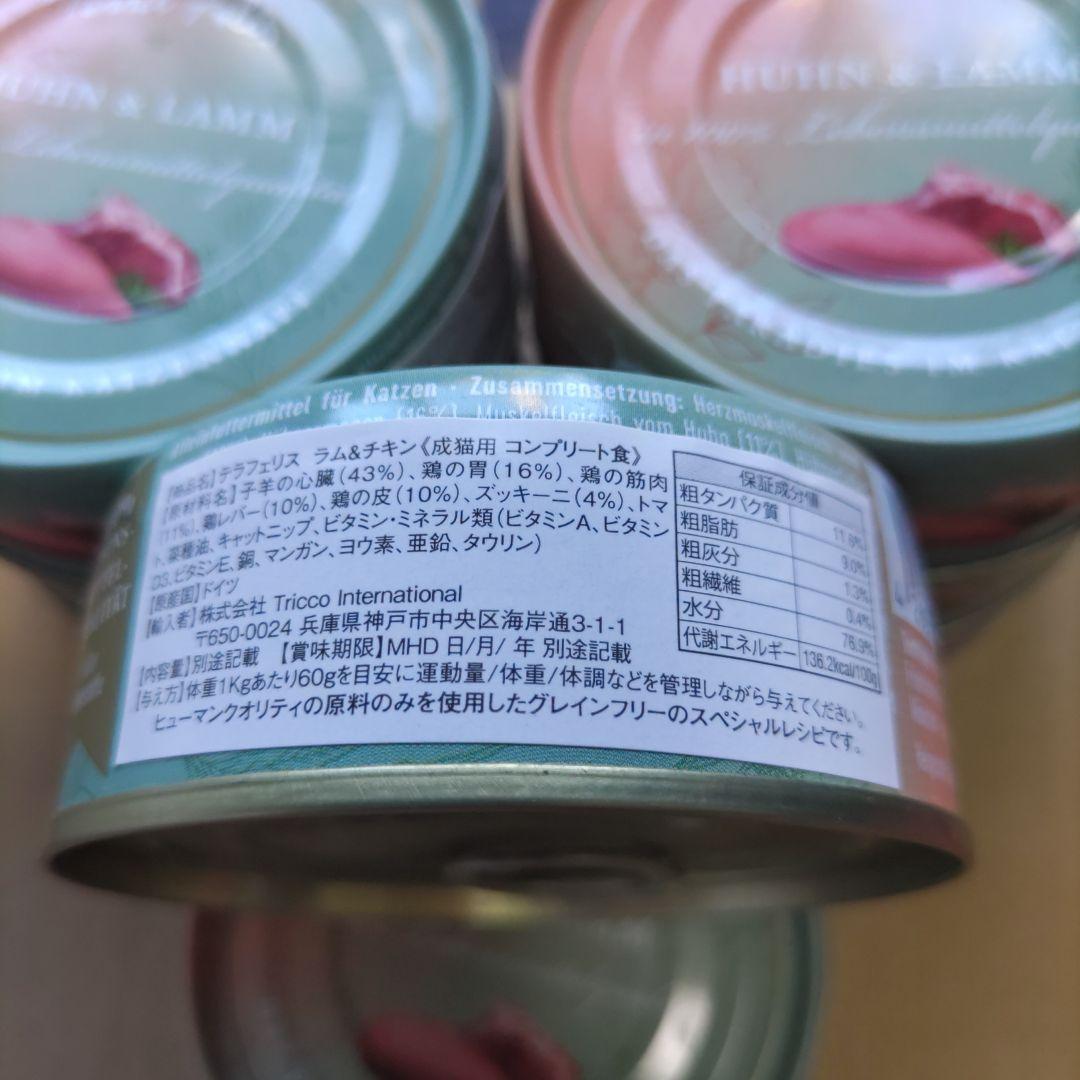 HUHN & LAMM
HUHN & LAMM
für Katzen · Zusammensetzung: Herzmuskelfleisch
(16%), Muskelfleisch vom Huhn (11%),
【商品名】テラフェリス ラム&チキン《成猫用 コンプリート食》
【原材料名】子羊の心臓(43%)、鶏の胃(16%)、鶏の筋肉
(11%)、鶏レバー(10%)、鶏の皮(10%)、ズッキーニ(4%)、トマ
ト、菜種油、キャットニップ、ビタミン・ミネラル類(ビタミンA、ビタミン
D3、ビタミンE、銅、マンガン、ヨウ素、亜鉛、タウリン)
【原産国】ドイツ
【輸入者】株式会社 Tricco International
〒650-0024 兵庫県神戸市中央区海岸通3-1-1
【内容量】別途記載 【賞味期限】MHD 日/月/ 年 別途記載
【与え方】体重1Kgあたり60gを目安に運動量/体重/体調などを管理しながら与えてください。
ヒューマンクオリティの原料のみを使用したグレインフリーのスペシャルレシピです。
保証成分値
粗タンパク質 11.6%
粗脂肪 9.0%
粗灰分 1.3%
粗繊維 0.4%
水分 76.9%
代謝エネルギー 136.2kcal/100g